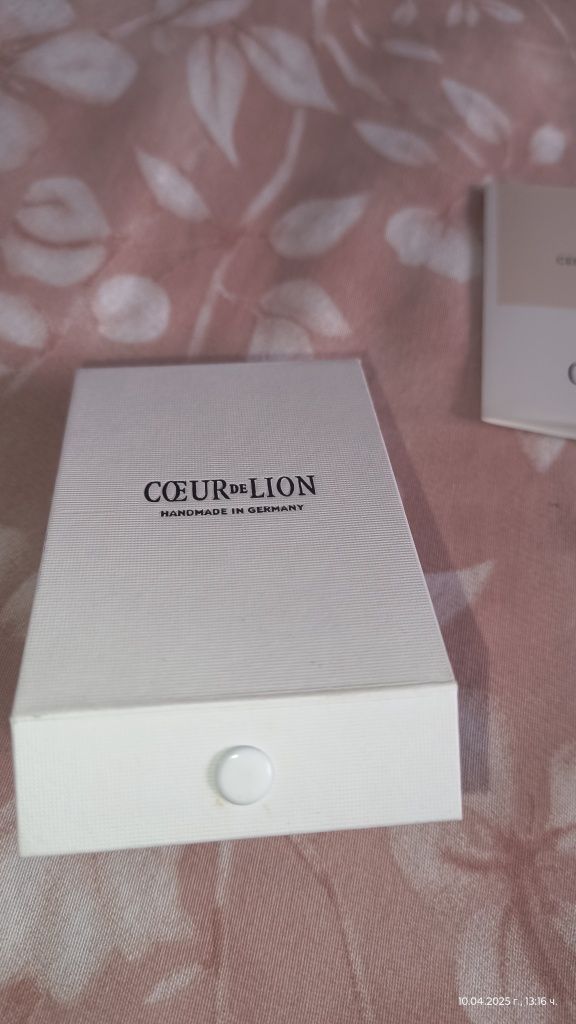 CŒUR DE LION
HANDMADE IN GERMANY
10.04.2025 г., 13:16 ч.